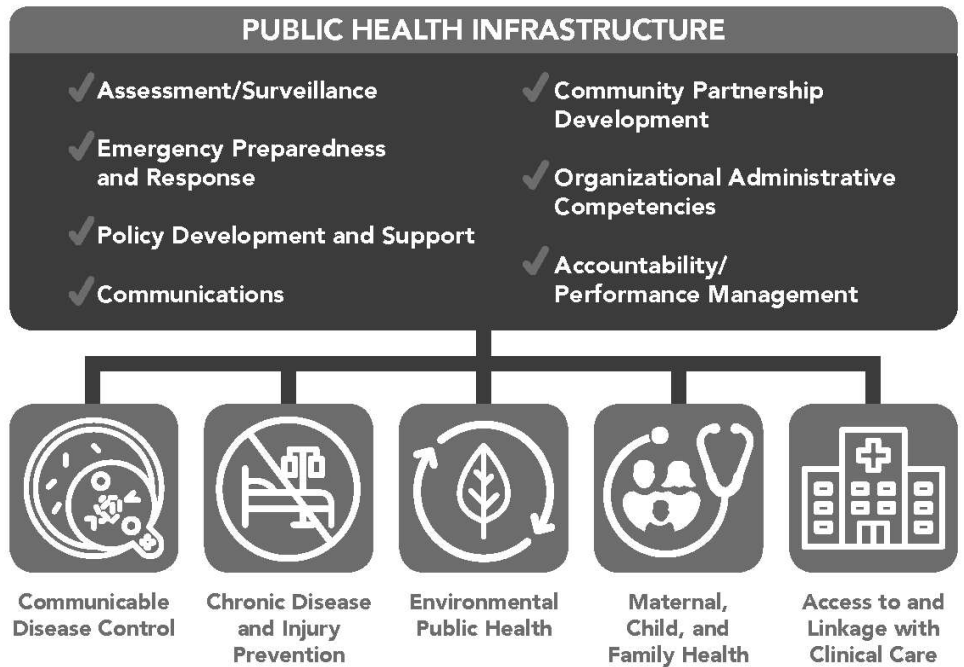 PUBLIC HEALTH INFRASTRUCTURE
Assessment/Surveillance
Emergency Preparedness
and Response
Policy Development and Support
Communications
Community Partnership
Development
Organizational Administrative
Competencies
Accountability/
Performance Management
Communicable
Disease Control
Chronic Disease
and Injury
Prevention
Environmental
Public Health
Maternal,
Child, and
Family Health
Access to and
Linkage with
Clinical Care